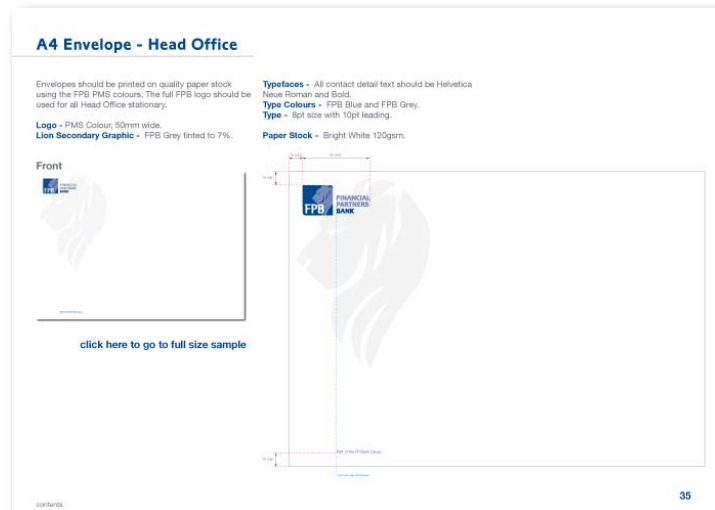 A4 Envelope - Head Office
Envelopes should be printed on quality paper stock
using the FPB PMS colours. The full FPB logo should be
used for all Head Office stationary.
Logo - PMS Colour, 50mm wide.
Lion Secondary Graphic - FPB Grey tinted to 7%.
Typefaces - All contact detail text should be Helvetica
Neue Roman and Bold.
Type Colours - FPB Blue and FPB Grey.
Type - 8pt size with 10pt leading.
Paper Stock - Bright White 120gsm.
Front
FPB
FINANCIAL
PARTNERS
BANK
click here to go to full size sample
FPB
FINANCIAL
PARTNERS
BANK
contents
35